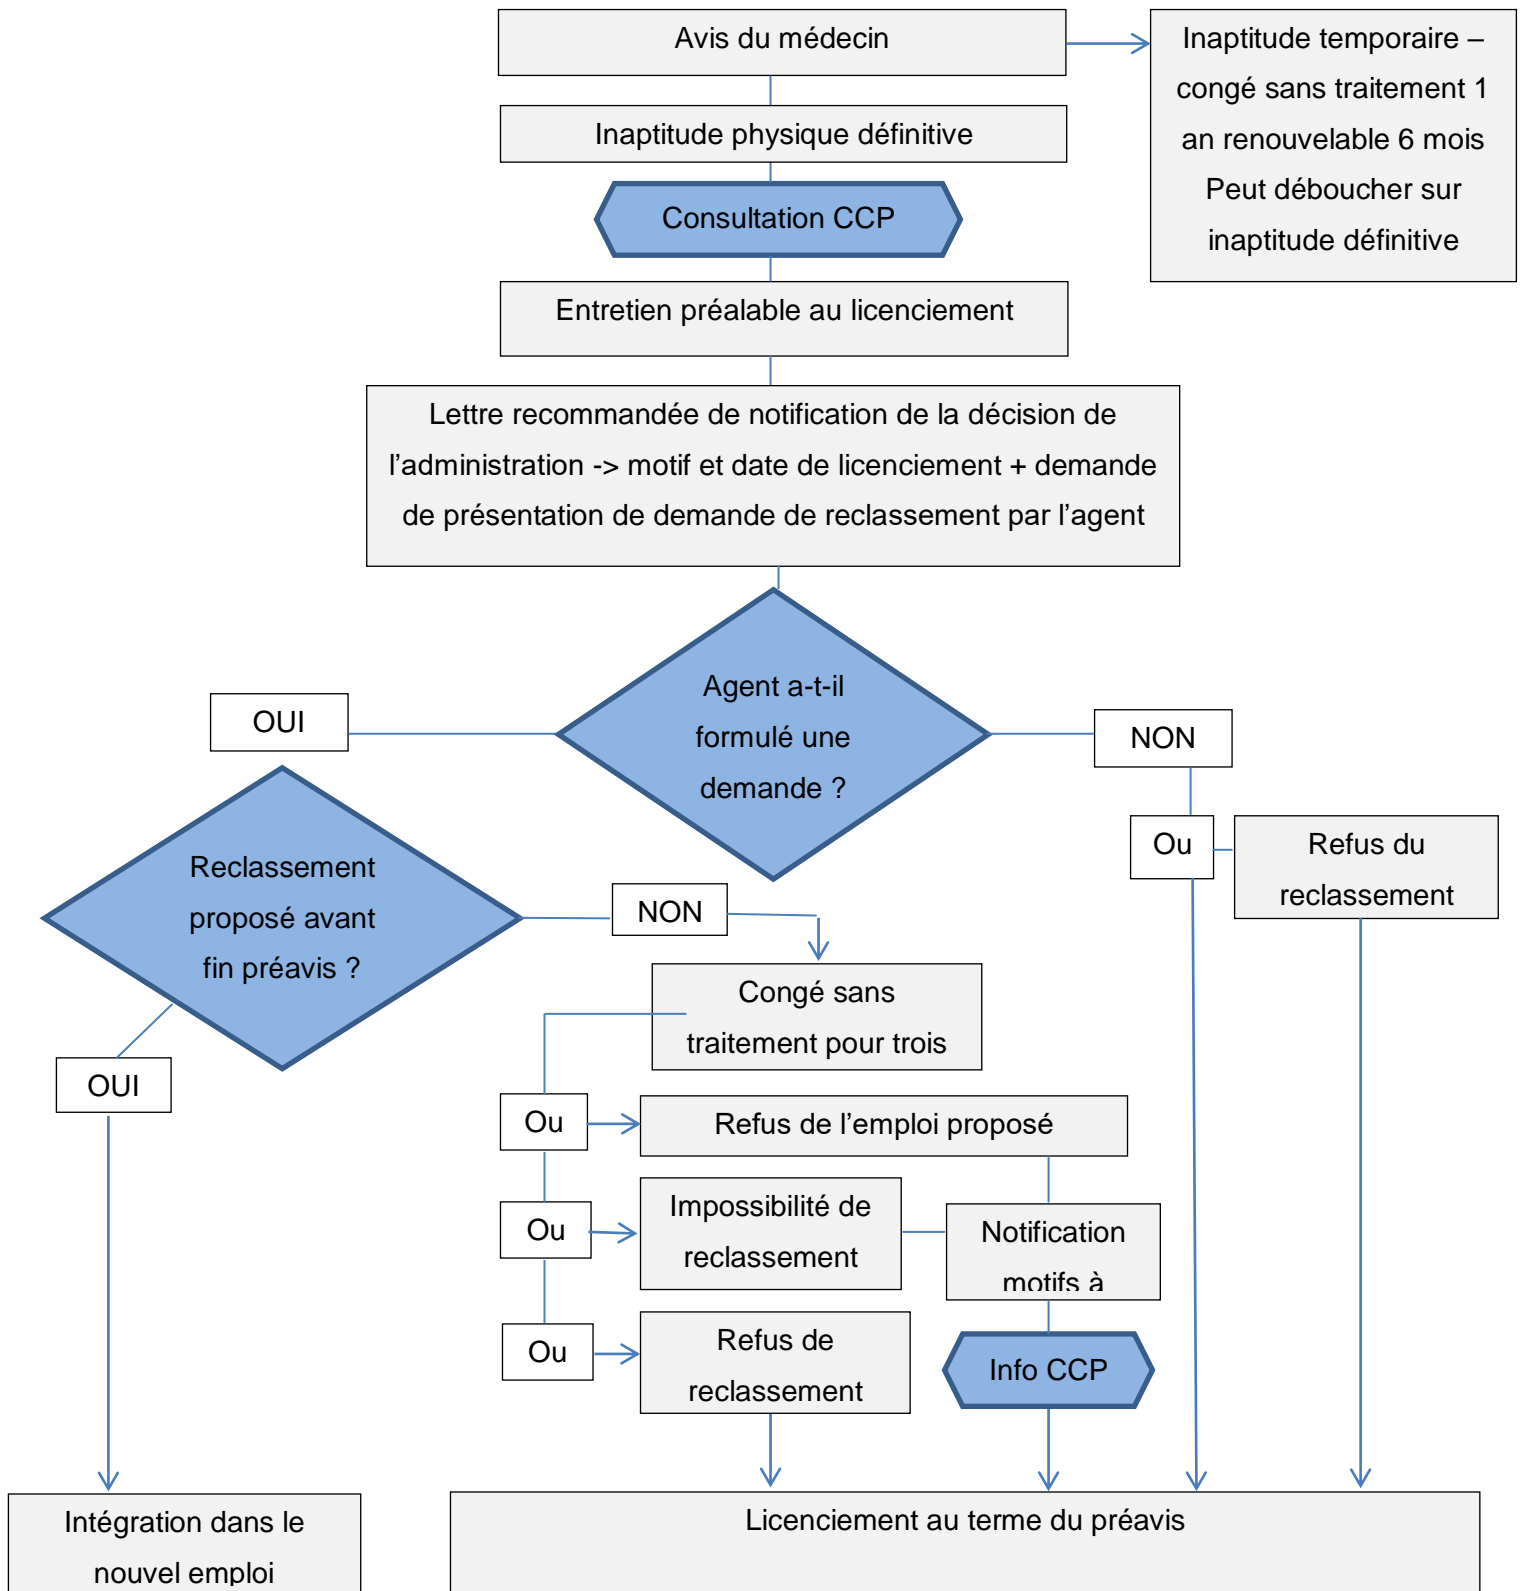 Avis du médecin
Inaptitude temporaire –
congé sans traitement 1
an renouvelable 6 mois
Peut déboucher sur
inaptitude définitive
Inaptitude physique définitive
Consultation CCP
Entretien préalable au licenciement
Lettre recommandée de notification de la décision de
l’administration -> motif et date de licenciement + demande
de présentation de demande de reclassement par l’agent
Agent a-t-il
formulé une
demande ?
OUI
NON
Ou
Refus du
reclassement
Reclassement
proposé avant
fin préavis ?
NON
Congé sans
traitement pour trois
OUI
Ou
Refus de l’emploi proposé
Ou
Impossibilité de
reclassement
Notification
motifs à
Ou
Refus de
reclassement
Info CCP
Intégration dans le
nouvel emploi
Licenciement au terme du préavis